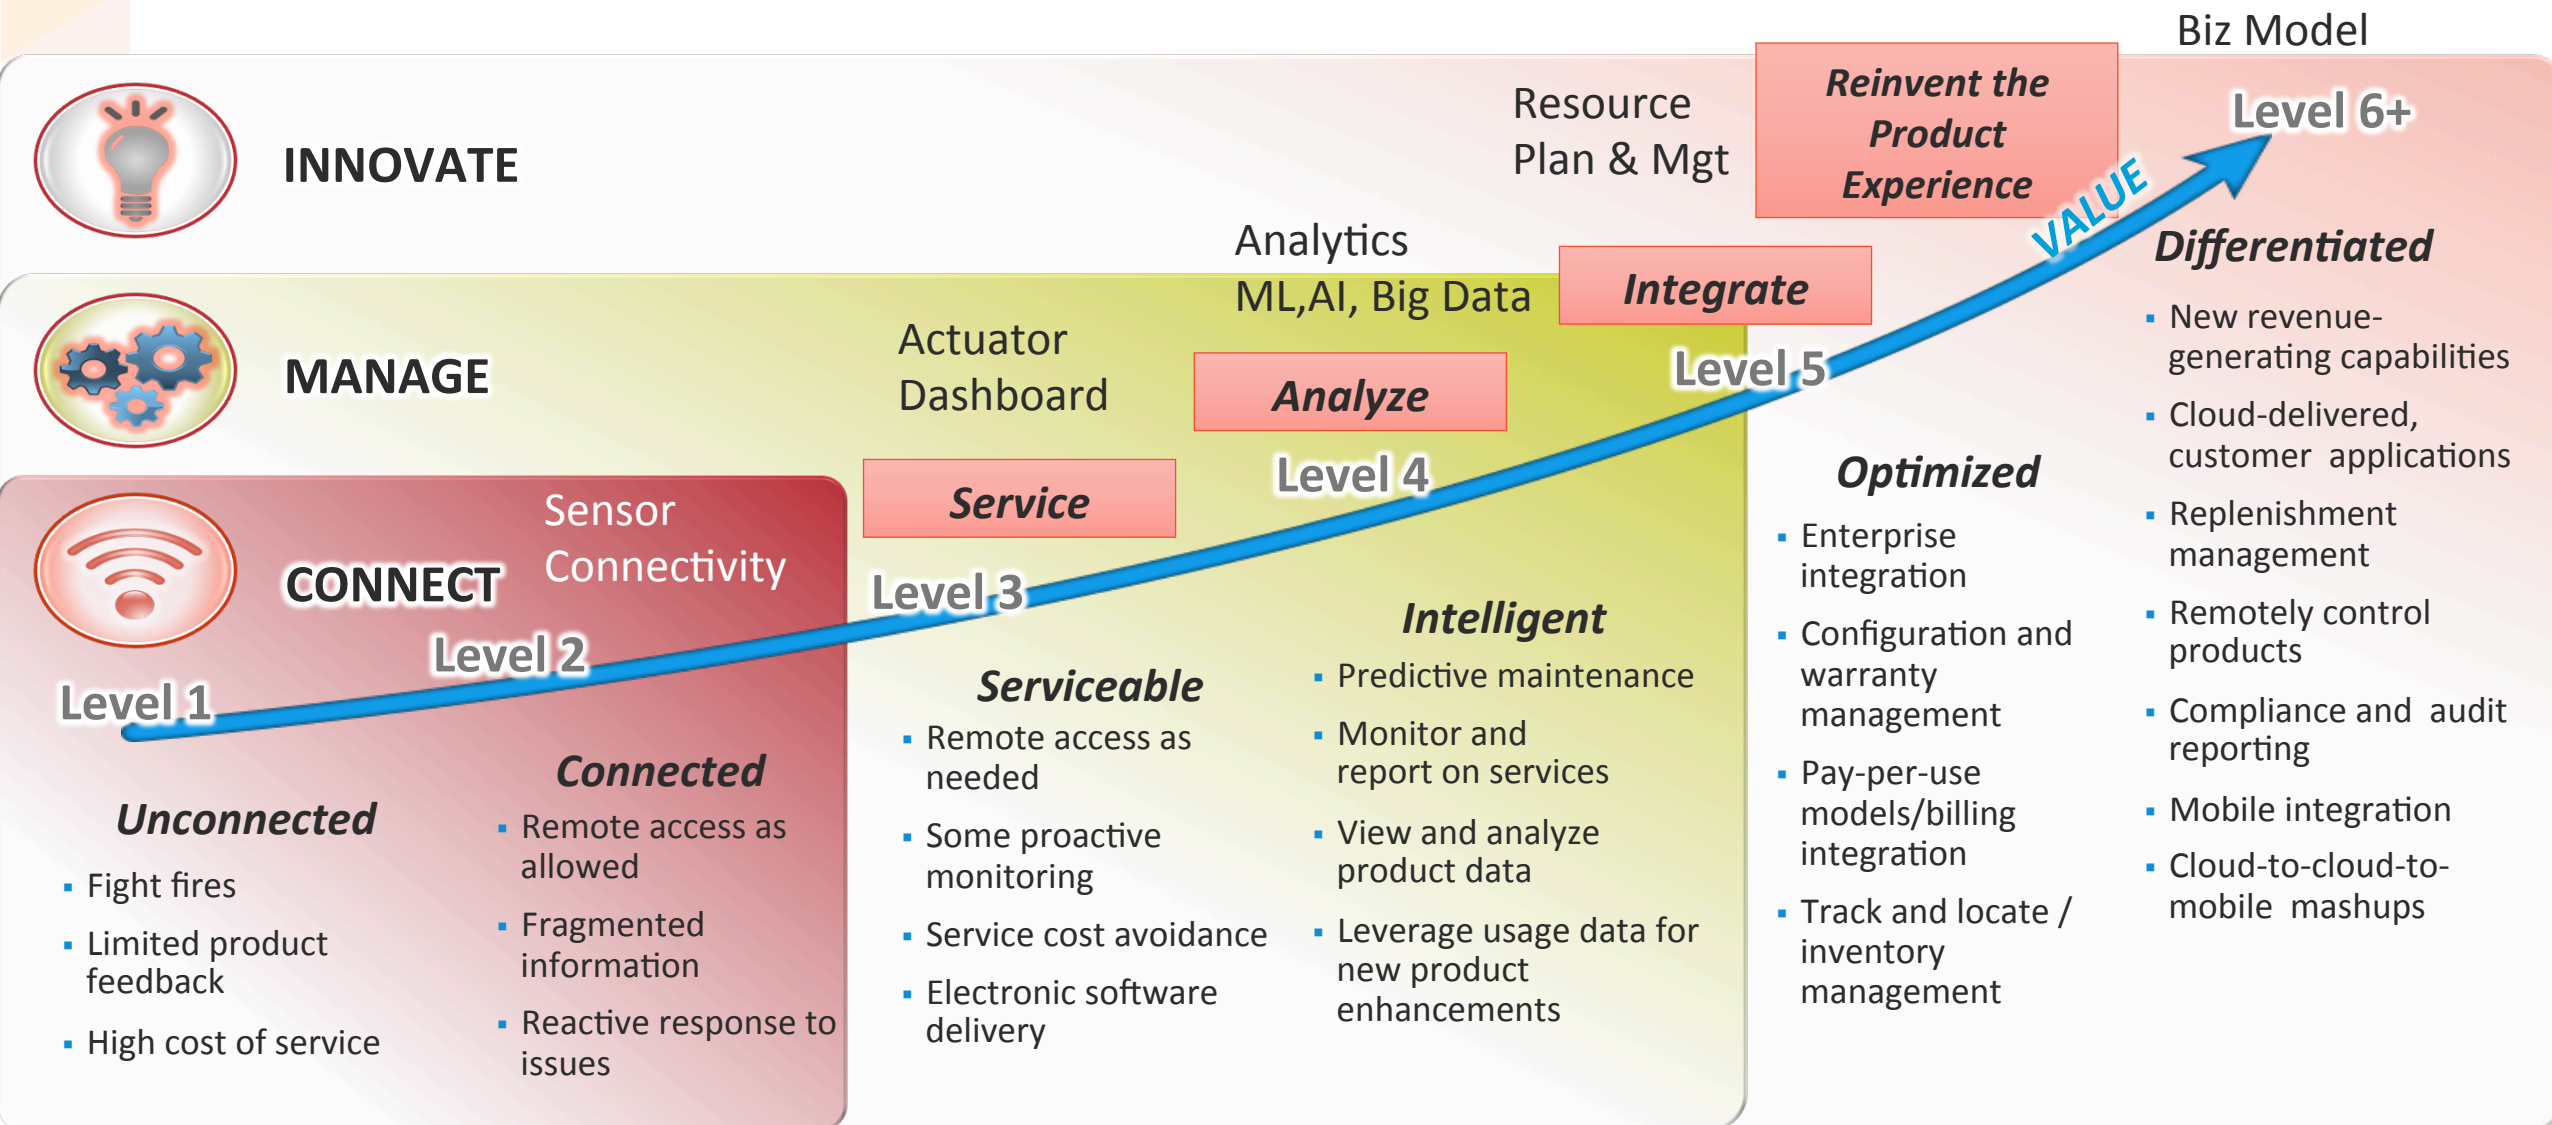 Biz Model
Level 6+
INNOVATE
Resource
Plan & Mgt
Reinvent the
Product
Experience
VALUE
MANAGE
Analytics
ML,AI, Big Data
Integrate
Level 5
Actuator
Dashboard
Analyze
Level 4
Service
Level 3
CONNECT
Sensor
Connectivity
Level 2
Level 1
Unconnected
▪ Fight fires
▪ Limited product
feedback
▪ High cost of service
Connected
▪ Remote access as
allowed
▪ Fragmented
information
▪ Reactive response to
issues
Serviceable
▪ Remote access as
needed
▪ Some proactive
monitoring
▪ Service cost avoidance
▪ Electronic software
delivery
Intelligent
▪ Predictive maintenance
▪ Monitor and
report on services
▪ View and analyze
product data
▪ Leverage usage data for
new product
enhancements
Optimized
▪ Enterprise
integration
▪ Configuration and
warranty
management
▪ Pay-per-use
models/billing
integration
▪ Track and locate /
inventory
management
Differentiated
▪ New revenue-
generating capabilities
▪ Cloud-delivered,
customer applications
▪ Replenishment
management
▪ Remotely control
products
▪ Compliance and audit
reporting
▪ Mobile integration
▪ Cloud-to-cloud-to-
mobile mashups